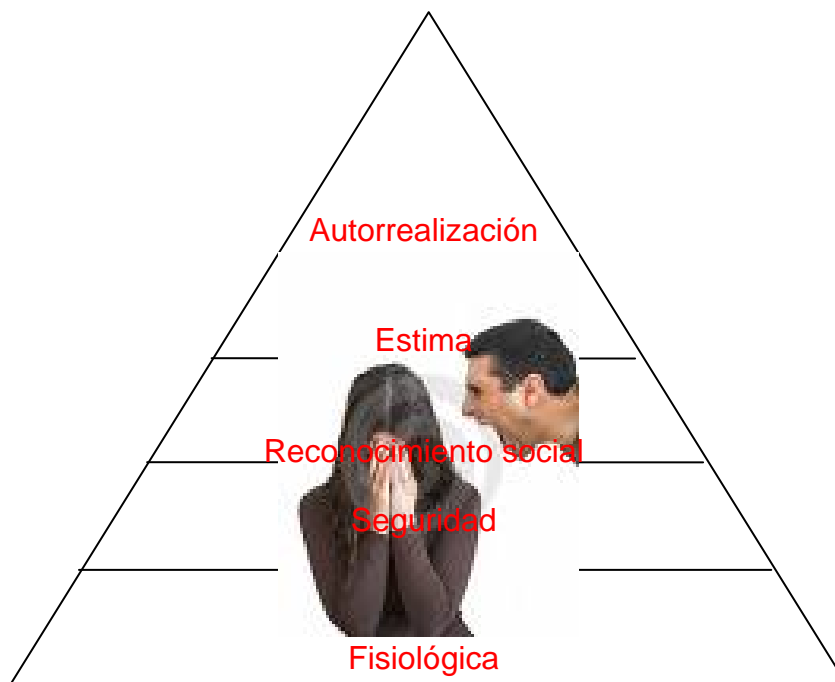 Autorrealización
Estima
Reconocimiento social
Seguridad
Fisiológica